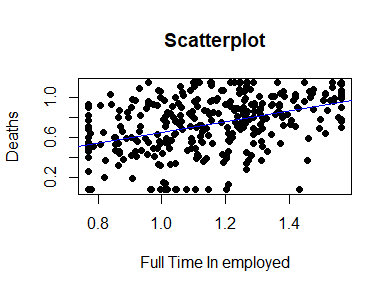 Scatterplot
Deaths
0.2 0.6 1.0
0.8 1.0 1.2 1.4
Full Time In employed